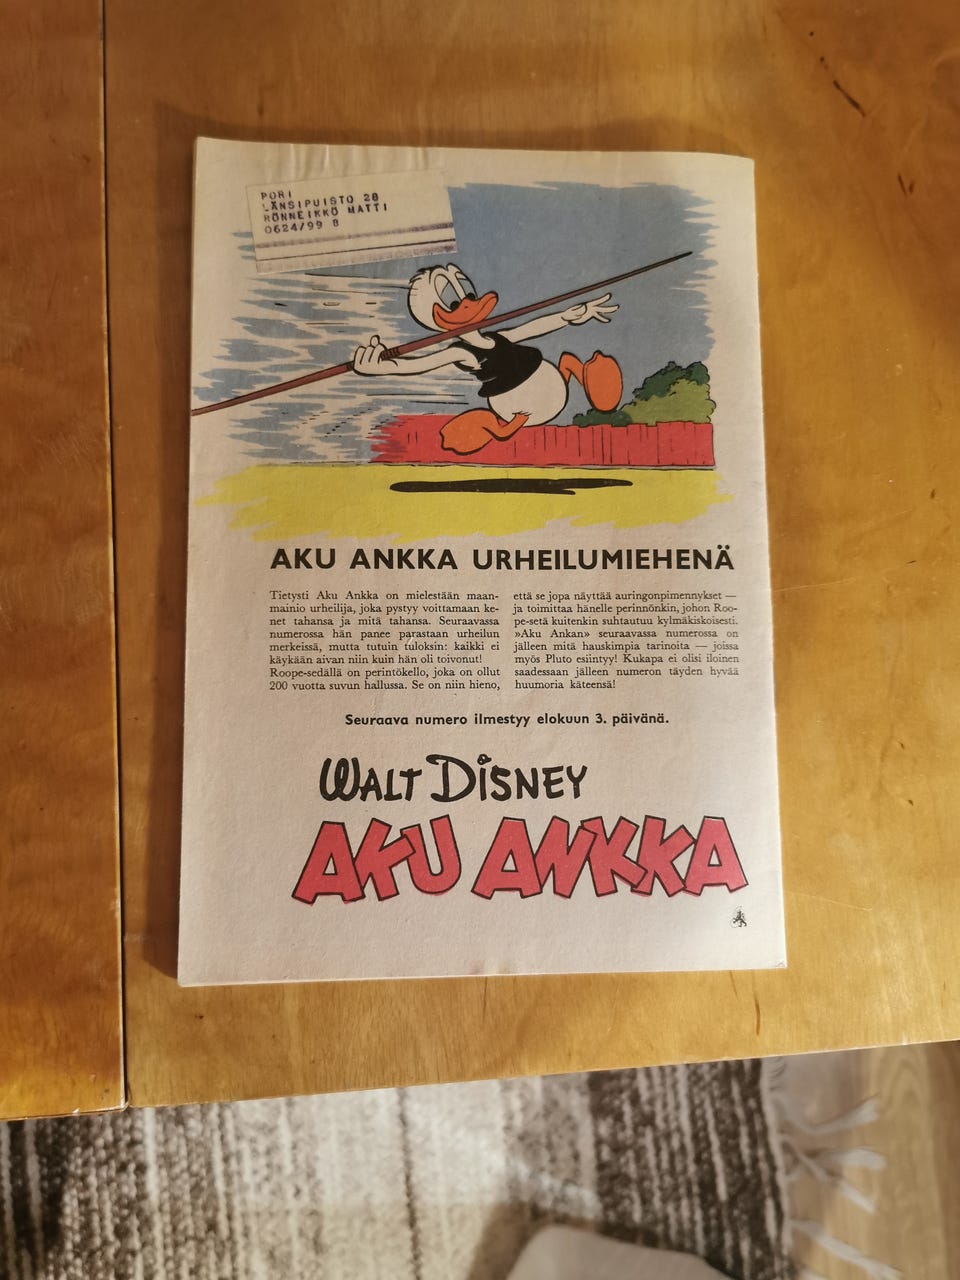 PORI
LÄNSIPUISTO 28
RÖNNEIKKÖ MATTI
0624/99 8
AKU ANKKA URHEILUMIEHENÄ
Tietysti Aku Ankka on mielestään maan-
mainio urheilija, joka pystyy voittamaan ke-
net tahansa ja mitä tahansa. Seuraavassa
numerossa hän panee parastaan urheilun
merkeissä, mutta tutuin tuloksin: kaikki ei
käykään aivan niin kuin hän oli toivonut!
Roope-sedällä on perintökello, joka on ollut
200 vuotta suvun hallussa. Se on niin hieno,
että se jopa näyttää auringonpimennykset —
ja toimittaa hänelle perinnönkin, johon Roo-
pe-setä kuitenkin suhtautuu kylmäkiskoisesti.
»Aku Ankan» seuraavassa numerossa on
jälleen mitä hauskimpia tarinoita — joissa
myös Pluto esiintyy! Kukapa ei olisi iloinen
saadessaan jälleen numeron täyden hyvää
huumoria käteensä!
Seuraava numero ilmestyy elokuun 3. päivänä.
WALT DISNEY
AKU ANKKA